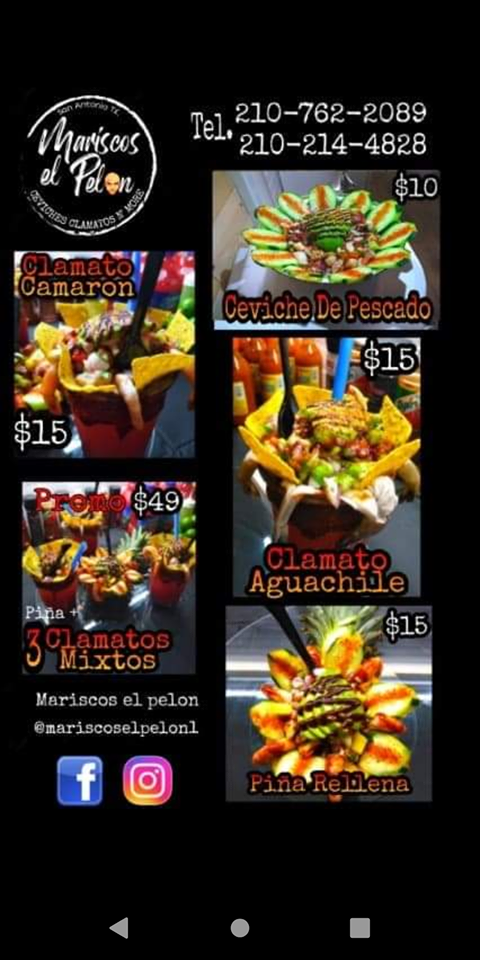 San Antonio Tx.
Mariscos
el Pelon
CEVICHES CLAMATOS N' MORE
Tel. 210-762-2089
210-214-4828
$10
Ceviche De Pescado
Clamato
Camaron
$15
$15
Clamato
Aguachile
Promo $49
Piña +
3 Clamatos
Mixtos
$15
Piña Rellena
Mariscos el pelon
@mariscoselpelon1
f